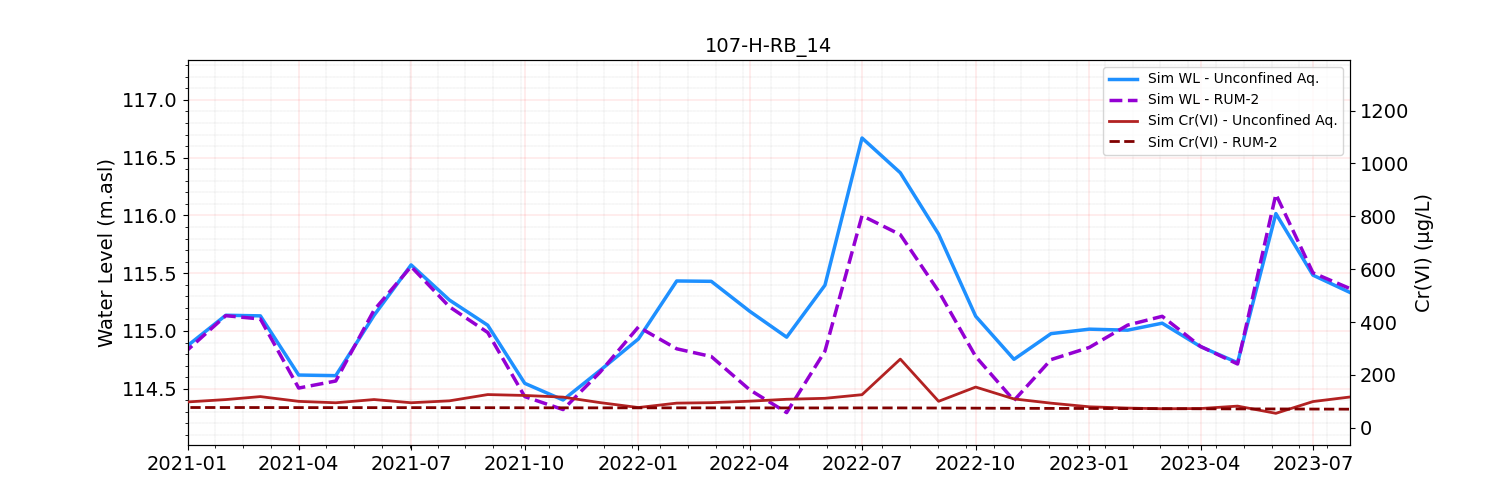 107-H-RB_14
Water Level (m.asl)
117.0
116.5
116.0
115.5
115.0
114.5
Sim WL - Unconfined Aq.
Sim WL - RUM-2
Sim Cr(VI) - Unconfined Aq.
Sim Cr(VI) - RUM-2
1200
1000
800
600
400
200
0
Cr(VI) (µg/L)
2021-01 2021-04 2021-07 2021-10 2022-01 2022-04 2022-07 2022-10 2023-01 2023-04 2023-07